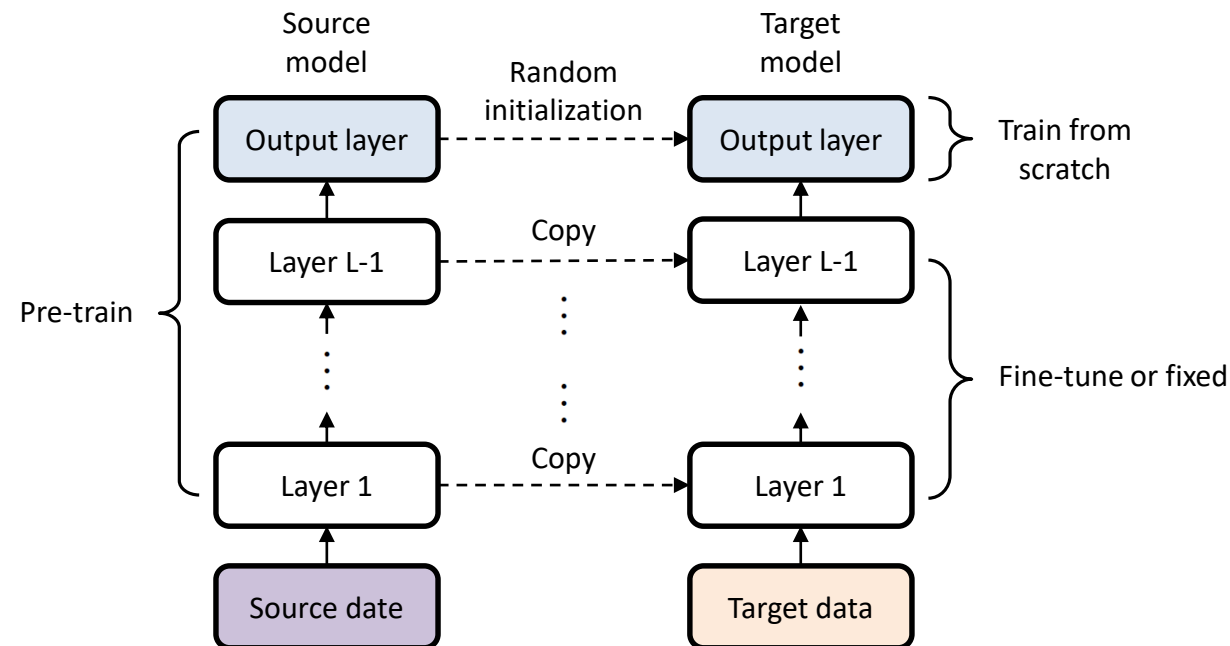 Source
model
Target
model
Random
initialization
Output layer
Output layer
Train from
scratch
Copy
Layer L-1
Layer L-1
Pre-train
Fine-tune or fixed
Copy
Layer 1
Layer 1
Source date
Target data